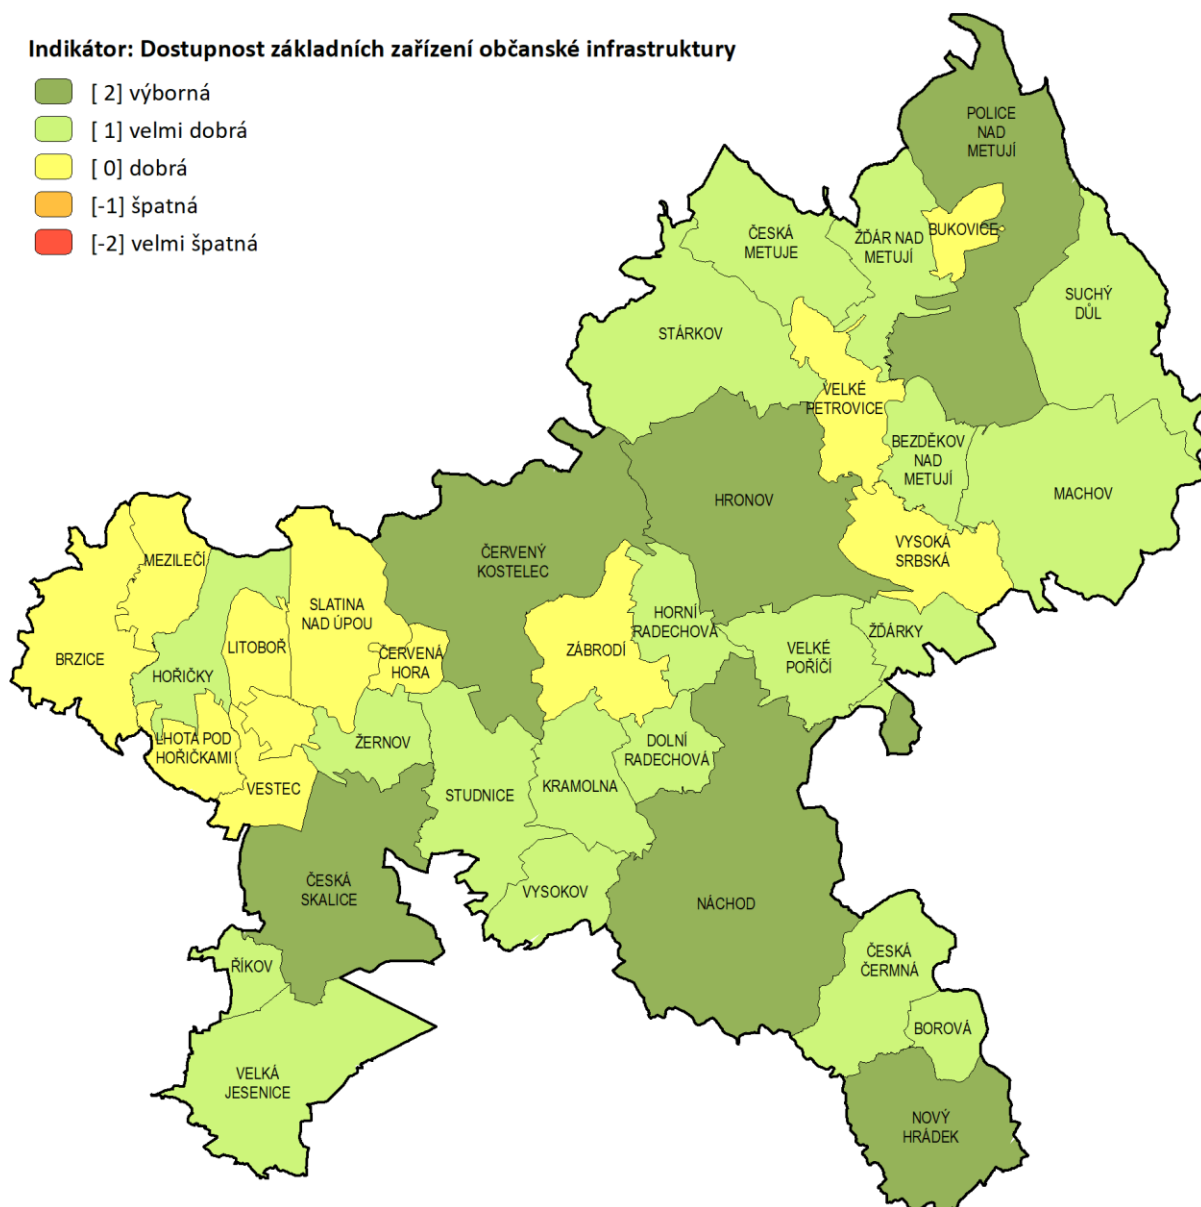 Indikátor: Dostupnost základních zařízení občanské infrastruktury
[ 2] výborná
[ 1] velmi dobrá
[ 0] dobrá
[-1] špatná
[-2] velmi špatná
POLICE
NAD
METUJÍ
BUKOVICE
ČESKÁ
METUJE
ŽĎÁR NAD
METUJÍ
SUCHÝ
DŮL
STÁRKOV
VELKÉ
PETROVICE
BEZDĚKOV
NAD
METUJÍ
MACHOV
HRONOV
VYSOKÁ
SRBSKÁ
ČERVENÝ
KOSTELEC
MEZILEČÍ
SLATINA
NAD ÚPOU
HORNÍ
RADECHOVÁ
ŽĎÁRKY
BRZICE
HOŘIČKY
LITOBOŘ
ČERVENÁ
HORA
ZÁBRODÍ
VELKÉ
POŘÍČÍ
LHOTA POD
HOŘIČKAMI
ŽERNOV
DOLNÍ
RADECHOVÁ
VESTEC
STUDNICE
KRAMOLNA
ČESKÁ
SKALICE
VYSOKOV
NÁCHOD
ŘÍKOV
ČESKÁ
ČERMNÁ
BOROVÁ
VELKÁ
JESENICE
NOVÝ
HRÁDEK